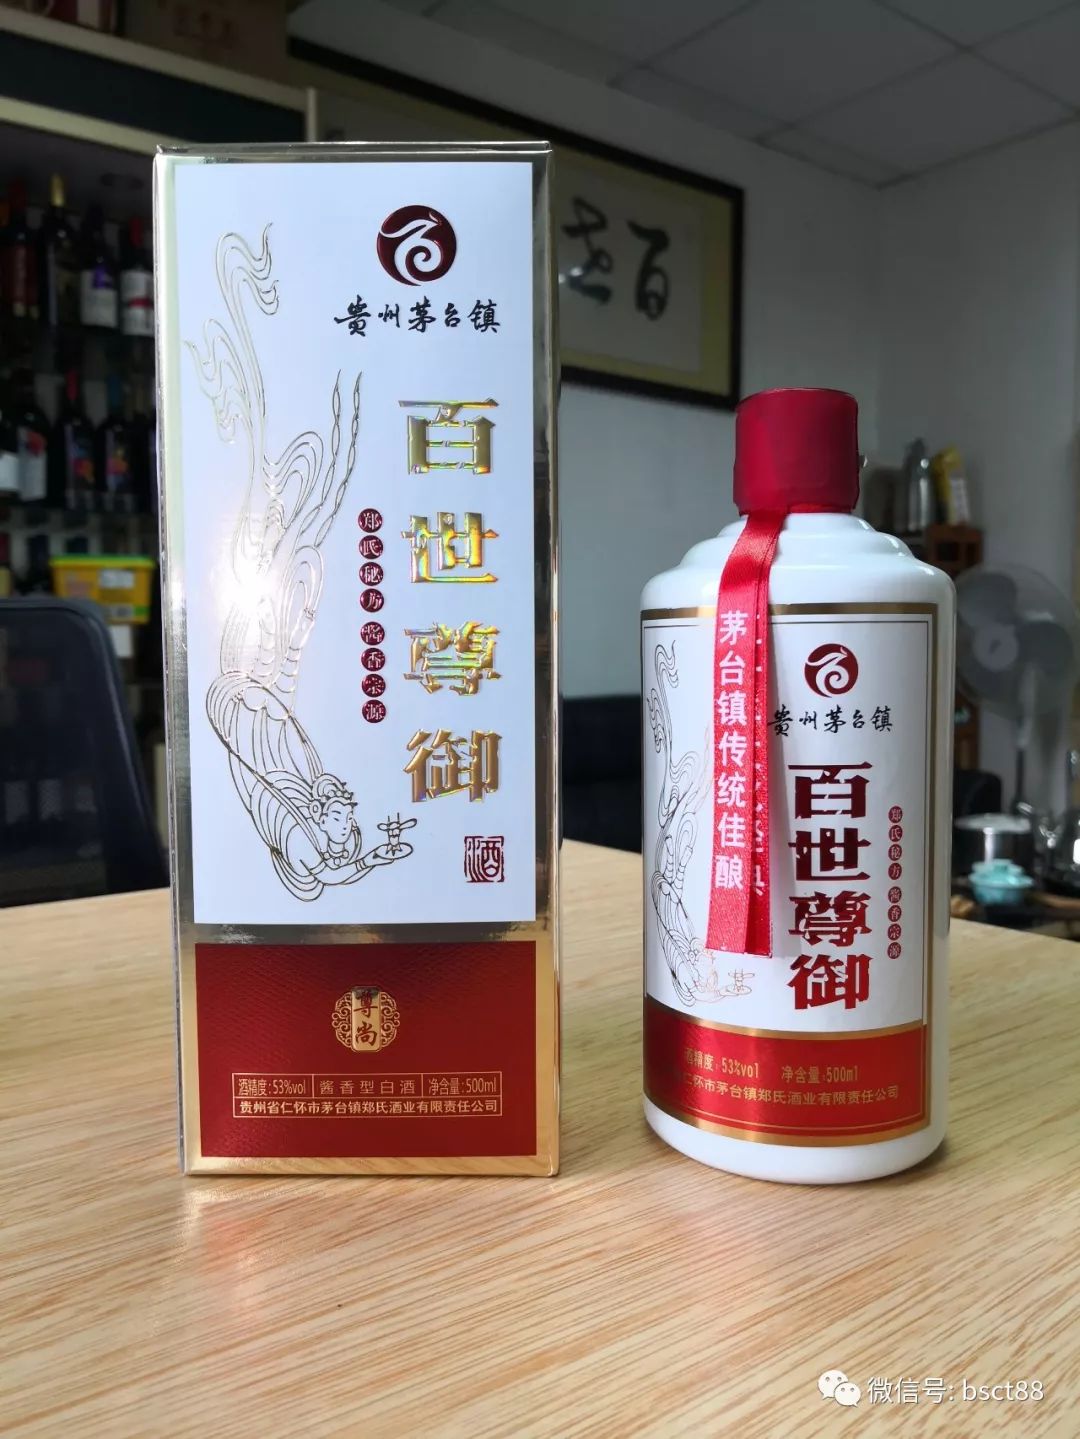 贵州茅台镇
百世尊御
郑氏秘方 酱香宗源
酒
尊尚
酒精度:53%vol 酱香型白酒 净含量:500ml
贵州省仁怀市茅台镇郑氏酒业有限责任公司
百世
茅台镇传统佳酿
贵州茅台镇
百世尊御
郑氏秘方 酱香宗源
酒精度:53%vol 净含量:500ml
仁怀市茅台镇郑氏酒业有限责任公司
微信号: bsct88